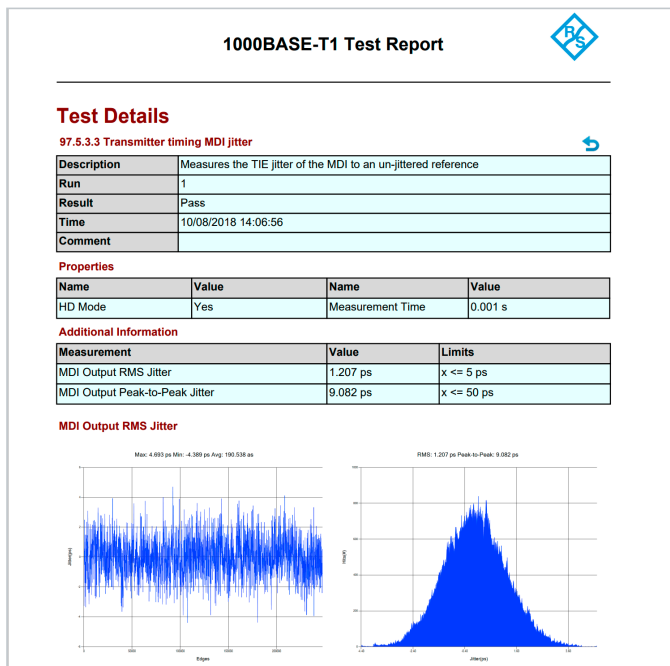 1000BASE-T1 Test Report
R
S
Test Details
97.5.3.3 Transmitter timing MDI jitter
Description Measures the TIE jitter of the MDI to an un-jittered reference
Run 1
Result Pass
Time 10/08/2018 14:06:56
Comment
Properties
Name Value Name Value
HD Mode Yes Measurement Time 0.001 s
Additional Information
Measurement Value Limits
MDI Output RMS Jitter 1.207 ps x <= 5 ps
MDI Output Peak-to-Peak Jitter 9.082 ps x <= 50 ps
MDI Output RMS Jitter
Max: 4.693 ps Min: -4.389 ps Avg: 190.538 as
RMS: 1.207 ps Peak-to-Peak: 9.082 ps
Jitter(ps)
Edges
Hits(#)
Jitter(ps)